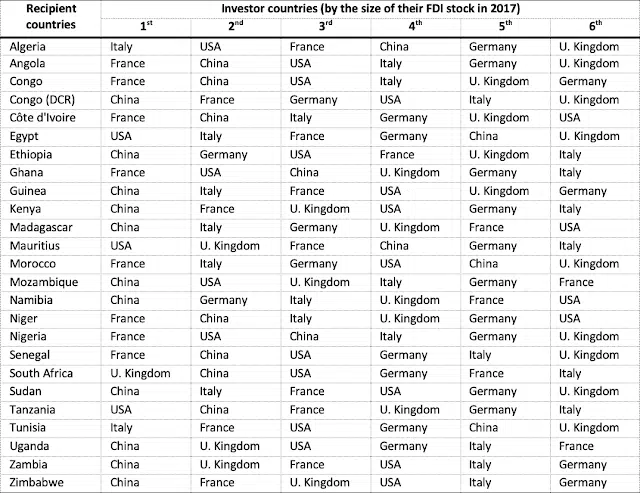 Recipient countries Investor countries (by the size of their FDI stock in 2017)
1st 2nd 3rd 4th 5th 6th
Algeria Italy USA France China Germany U. Kingdom
Angola France China USA Italy Germany U. Kingdom
Congo France China USA Italy U. Kingdom Germany
Congo (DCR) China France Germany USA Italy U. Kingdom
Côte d'Ivoire France China Italy Germany U. Kingdom USA
Egypt USA Italy France Germany China U. Kingdom
Ethiopia China Germany USA France U. Kingdom Italy
Ghana France USA China U. Kingdom Germany Italy
Guinea China Italy France USA U. Kingdom Germany
Kenya China France U. Kingdom USA Germany Italy
Madagascar China Italy Germany U. Kingdom France USA
Mauritius USA U. Kingdom France China Germany Italy
Morocco France Italy Germany USA China U. Kingdom
Mozambique China USA U. Kingdom Italy Germany France
Namibia China Germany Italy U. Kingdom France USA
Niger France China Italy U. Kingdom Germany USA
Nigeria France USA China Italy Germany U. Kingdom
Senegal France China USA Germany Italy U. Kingdom
South Africa U. Kingdom China USA Germany France Italy
Sudan China Italy France USA Germany U. Kingdom
Tanzania USA China France U. Kingdom Germany Italy
Tunisia Italy France USA Germany China U. Kingdom
Uganda China U. Kingdom USA Germany Italy France
Zambia China U. Kingdom France USA Italy Germany
Zimbabwe China France U. Kingdom USA Italy Germany